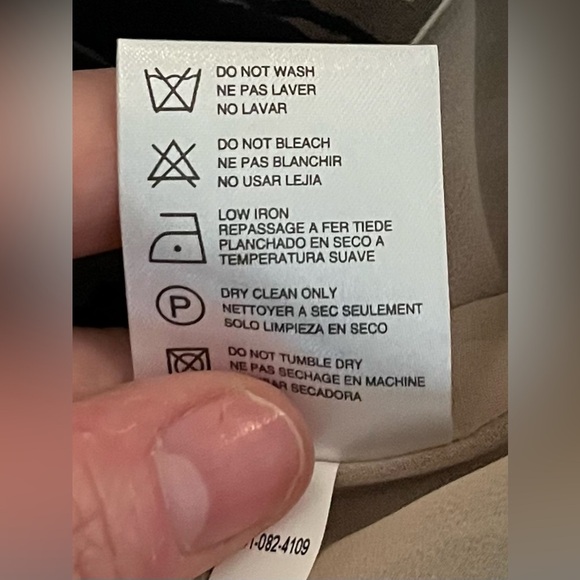 DO NOT WASH
NE PAS LAVER
NO LAVAR
DO NOT BLEACH
NE PAS BLANCHIR
NO USAR LEJIA
LOW IRON
REPASSAGE A FER TIEDE
PLANCHADO EN SECO A
TEMPERATURA SUAVE
P
DRY CLEAN ONLY
NETTOYER A SEC SEULEMENT
SOLO LIMPIEZA EN SECO
DO NOT TUMBLE DRY
NE PAS SECHAGE EN MACHINE
SECADORA
-082-4109